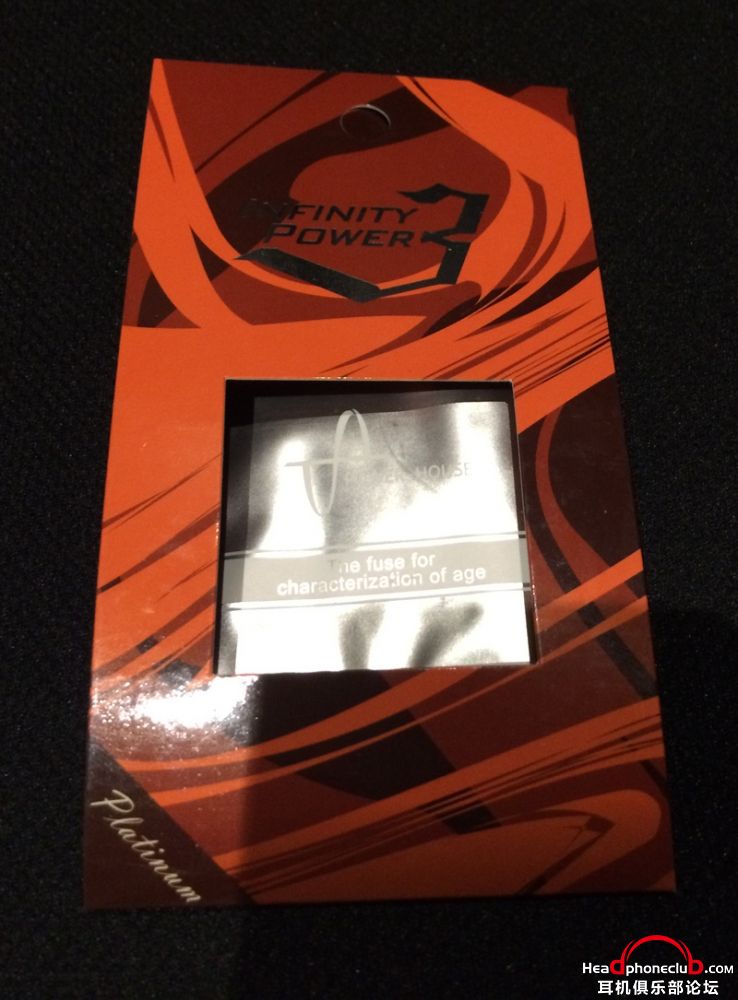 INFINITY
POWER 3
HOUSE
The fuse for
characterization of age
Platinum
Headphoneclub.com
耳机俱乐部论坛